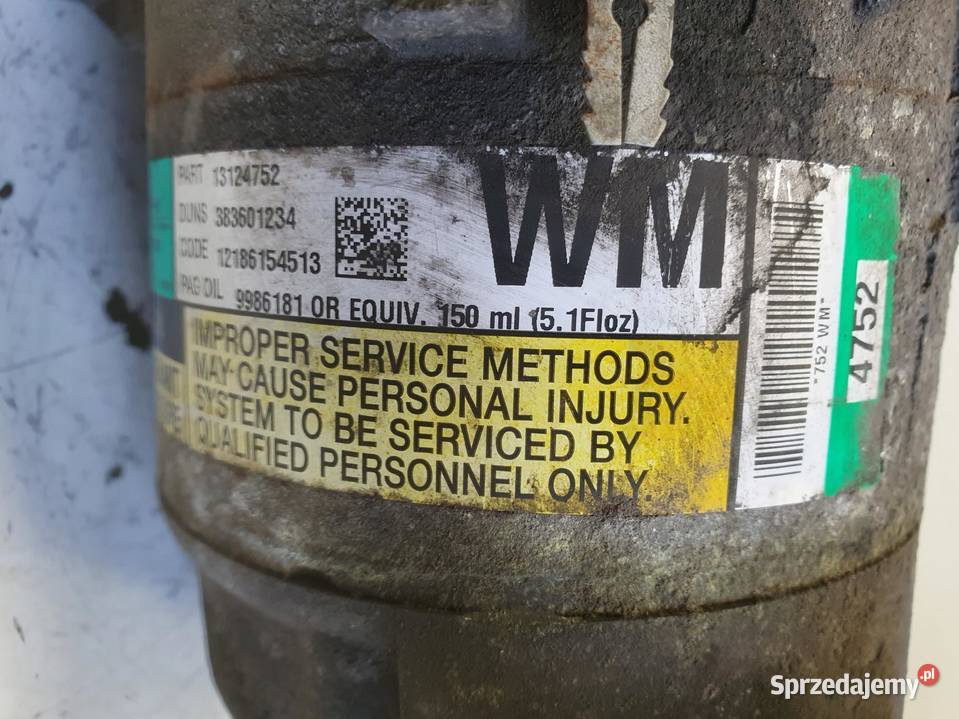 PART 13124752
DUNS 383601234
CODE 12186154513
PAG OIL 9986181 OR EQUIV. 150 ml (5.1Floz)
WM
IMPROPER SERVICE METHODS
MAY CAUSE PERSONAL INJURY.
SYSTEM TO BE SERVICED BY
QUALIFIED PERSONNEL ONLY.
*752 WM*
4752
Sprzedajemy.pl